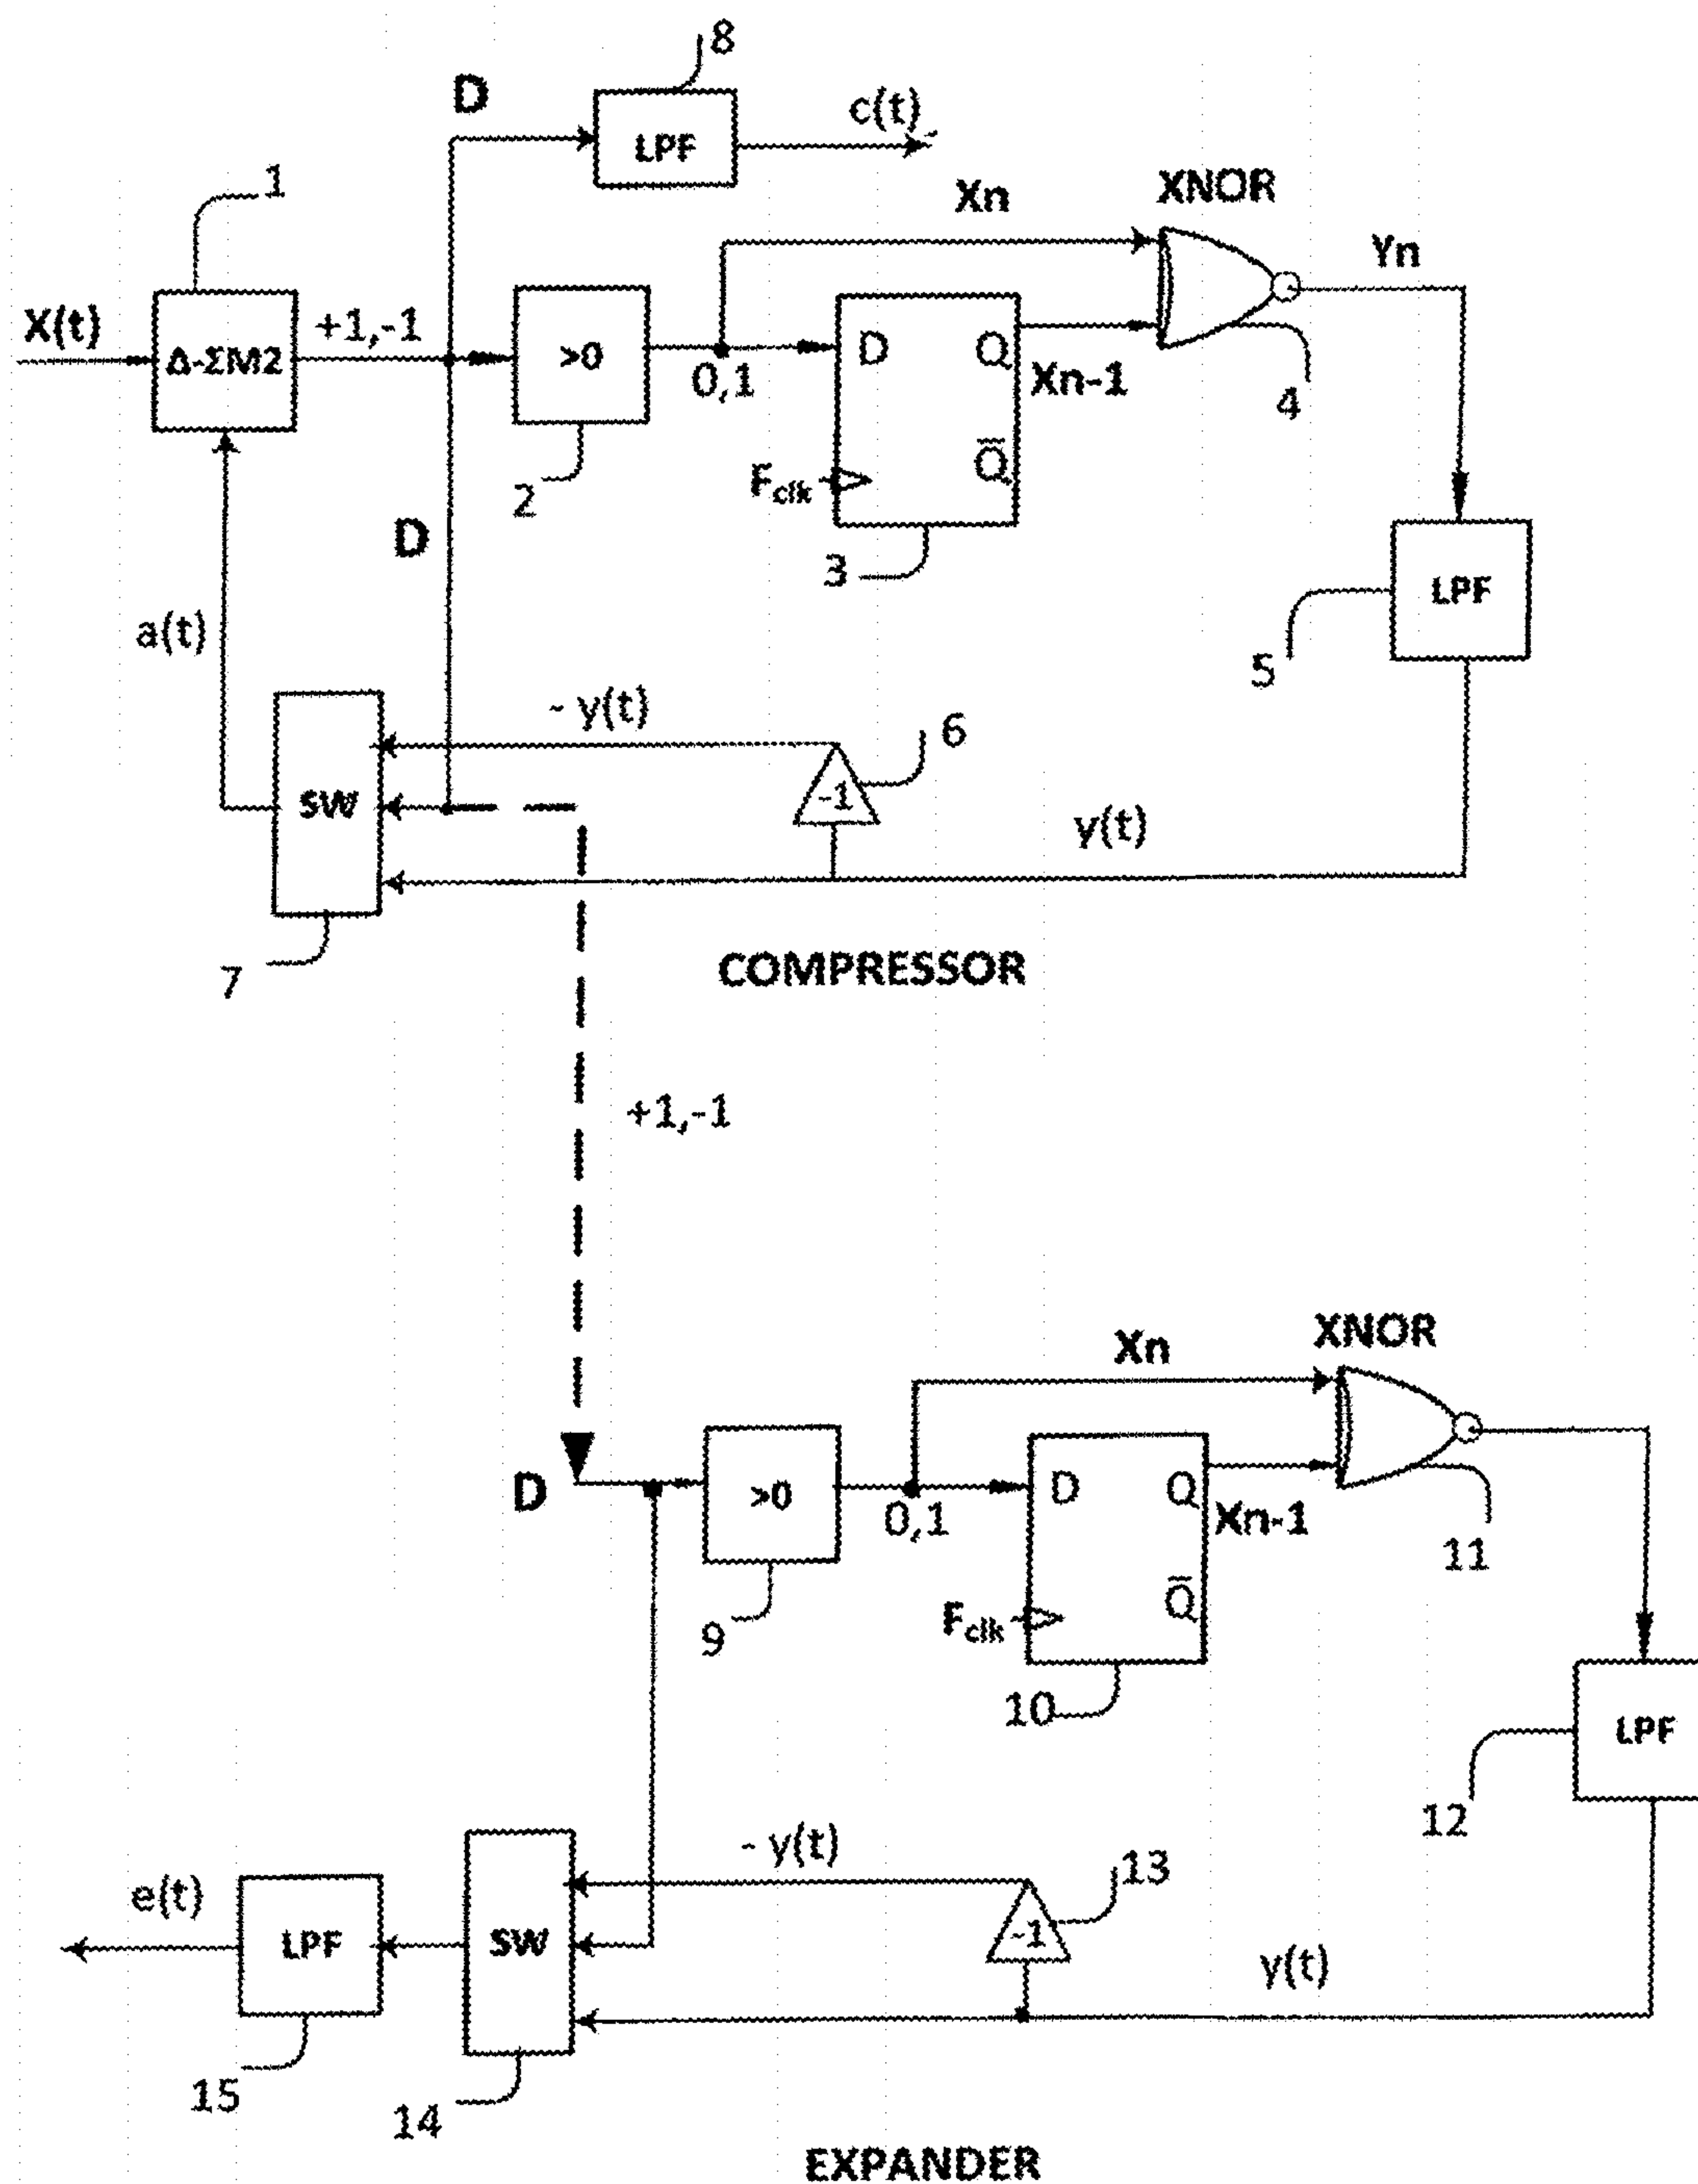 8
D
LPF
c(t)
1
Xn
XNOR
Yn
X(t)
Δ-ΣM2
+1,-1
>0
0,1
D
Q
Xn-1
4
Q̅
Fclk
2
3
D
LPF
5
a(t)
- y(t)
6
-1
SW
y(t)
7
COMPRESSOR
+1,-1
Xn
XNOR
D
>0
0,1
D
Q
Xn-1
11
Q̅
Fclk
9
10
LPF
12
- y(t)
13
e(t)
LPF
SW
-1
y(t)
15
14
EXPANDER